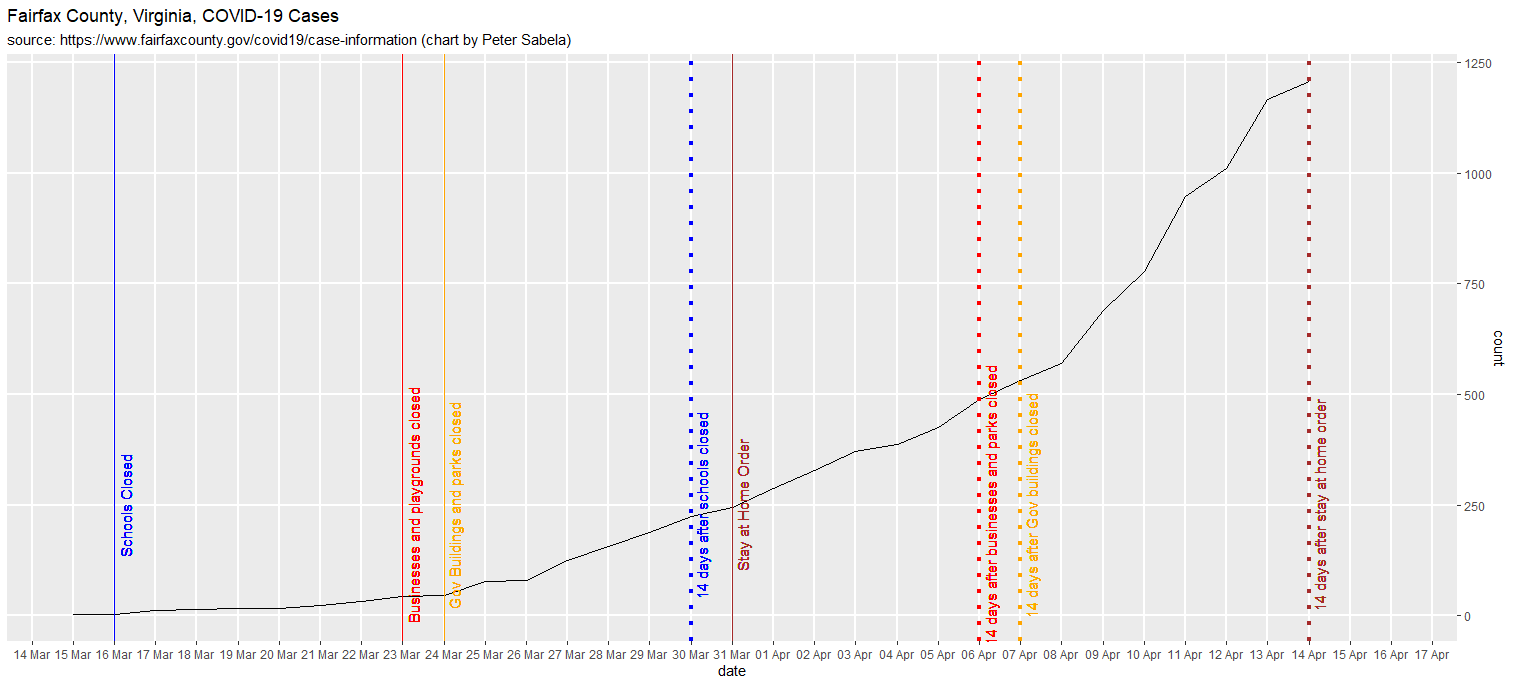 Fairfax County, Virginia, COVID-19 Cases
source: https://www.fairfaxcounty.gov/covid19/case-information (chart by Peter Sabela)
Schools Closed
Businesses and playgrounds closed
Gov Buildings and parks closed
14 days after schools closed
Stay at Home Order
14 days after businesses and parks closed
14 days after Gov buildings closed
14 days after stay at home order
1250
1000
750
500
250
0
count
14 Mar 15 Mar 16 Mar 17 Mar 18 Mar 19 Mar 20 Mar 21 Mar 22 Mar 23 Mar 24 Mar 25 Mar 26 Mar 27 Mar 28 Mar 29 Mar 30 Mar 31 Mar 01 Apr 02 Apr 03 Apr 04 Apr 05 Apr 06 Apr 07 Apr 08 Apr 09 Apr 10 Apr 11 Apr 12 Apr 13 Apr 14 Apr 15 Apr 16 Apr 17 Apr
date